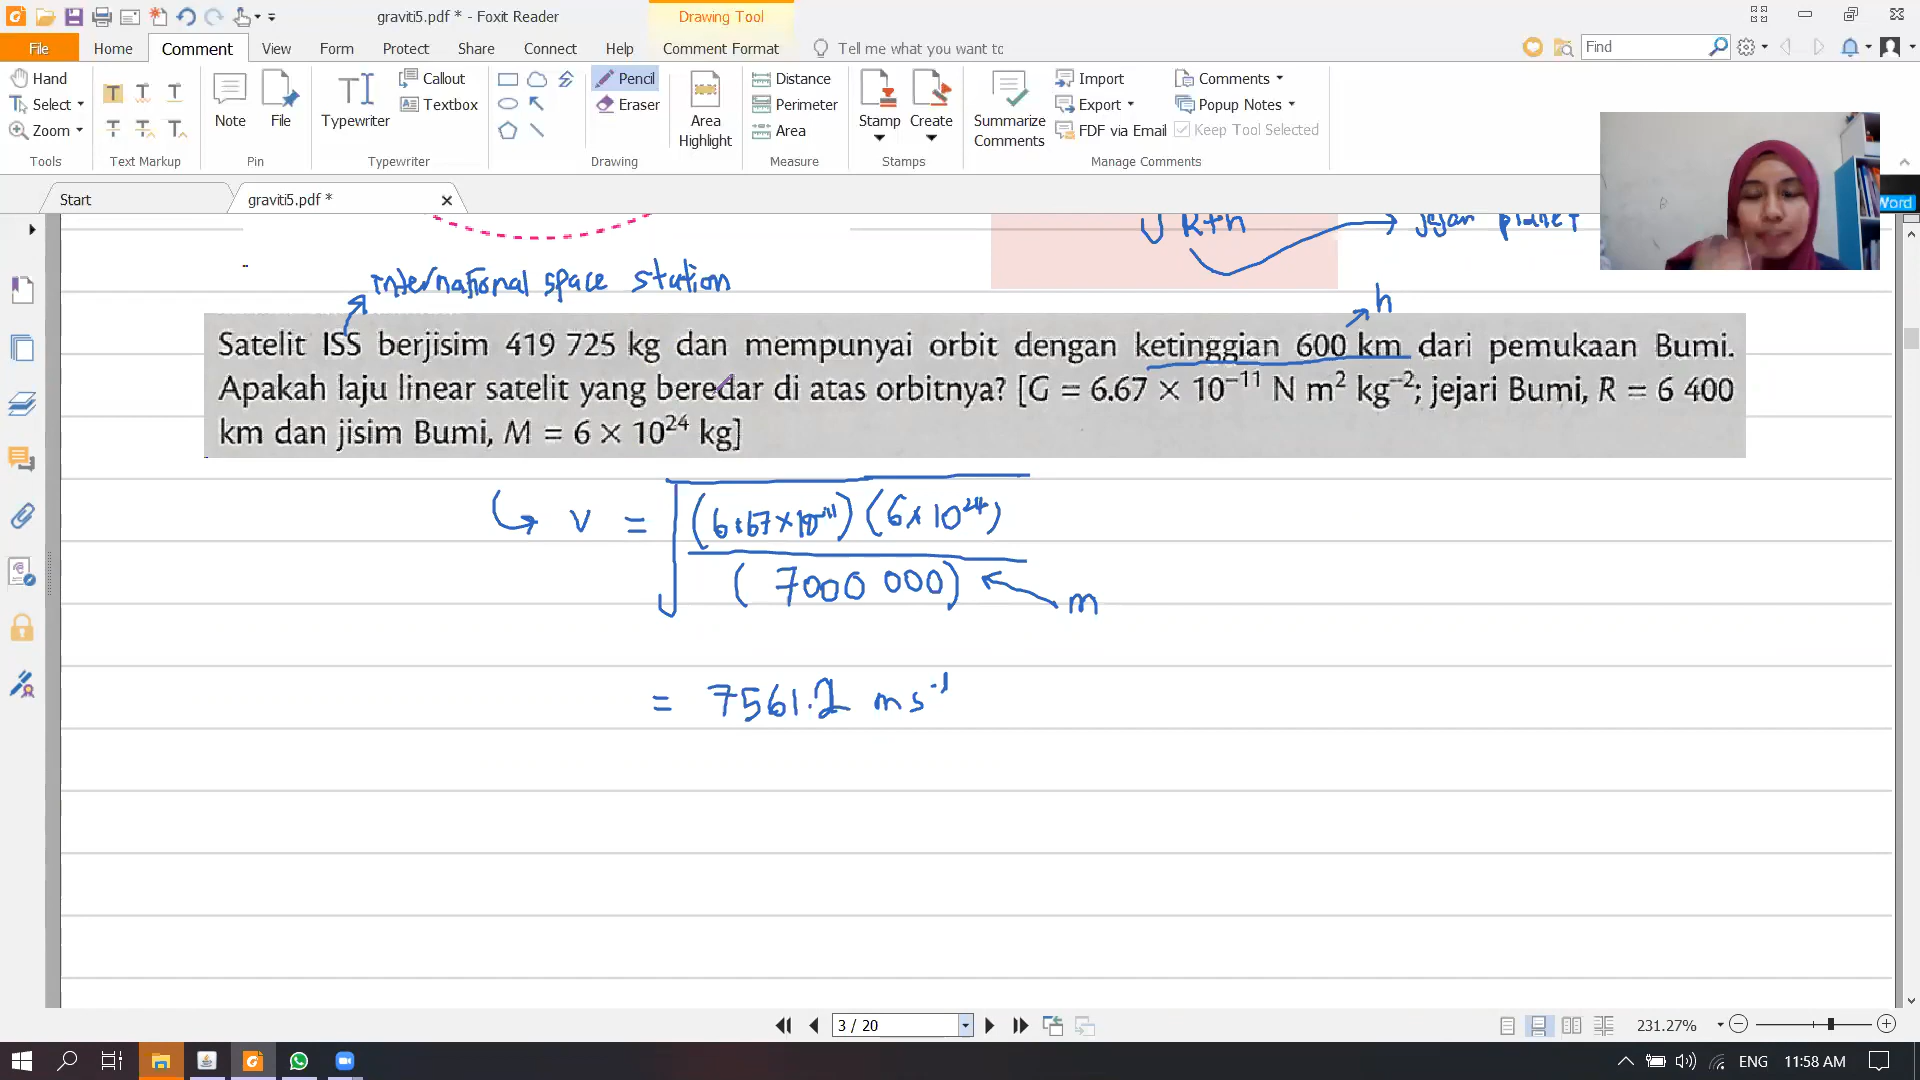 graviti5.pdf * - Foxit Reader
Drawing Tool
File Home Comment View Form Protect Share Connect Help Comment Format Tell me what you want to Find
Hand
Select
Zoom
Tools
Text Markup
Note
File
Pin
Typewriter
Callout
Textbox
Typewriter
Pencil
Eraser
Drawing
Area
Highlight
Distance
Perimeter
Area
Measure
Stamp
Create
Stamps
Summarize
Comments
Import
Export
FDF via Email
Comments
Popup Notes
Keep Tool Selected
Manage Comments
Start
graviti5.pdf *
Word
R+h
international space station
h
Satelit ISS berjisim 419 725 kg dan mempunyai orbit dengan ketinggian 600 km dari pemukaan Bumi.
Apakah laju linear satelit yang beredar di atas orbitnya? [G = 6.67 × 10⁻¹¹ N m² kg⁻²; jejari Bumi, R = 6 400
km dan jisim Bumi, M = 6 × 10²⁴ kg]
v = √ (6.67×10⁻¹¹) (6×10²⁴)
(7000 000) m
= 7561.2 ms⁻¹
3 / 20
231.27%
ENG 11:58 AM